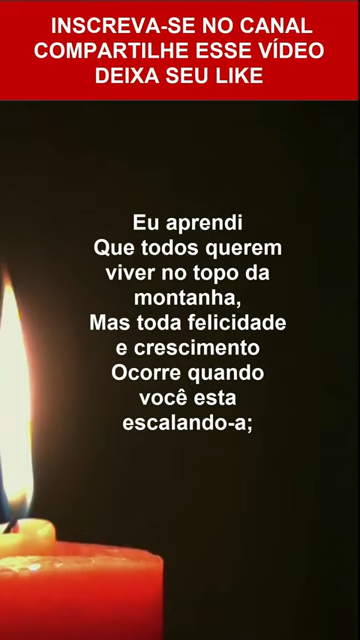 INSCREVA-SE NO CANAL
COMPARTILHE ESSE VÍDEO
DEIXA SEU LIKE
Eu aprendi
Que todos querem
viver no topo da
montanha,
Mas toda felicidade
e crescimento
Ocorre quando
você esta
escalando-a;